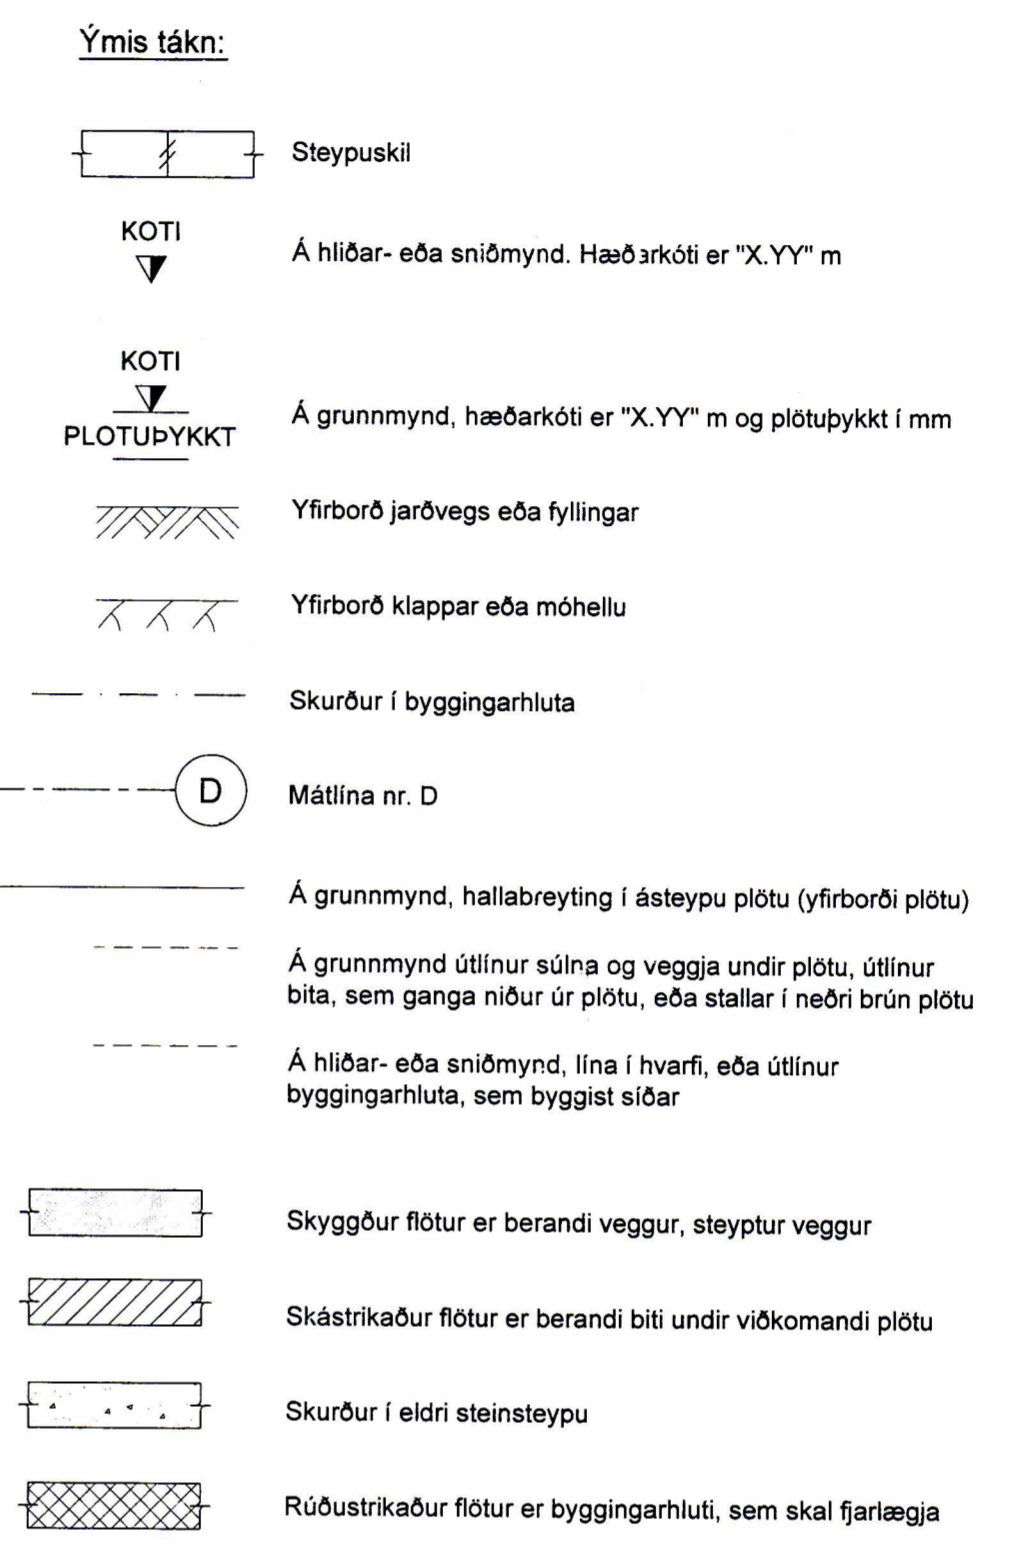 Ýmis tákn:
Steypuskil
KOTI
Á hliðar- eða sniðmynd. Hæðarkóti er "X.YY" m
KOTI
PLOTUÞYKKT
Á grunnmynd, hæðarkóti er "X.YY" m og plötuþykkt í mm
Yfirborð jarðvegs eða fyllingar
Yfirborð klappar eða móhellu
Skurður í byggingarhluta
D
Mátlína nr. D
Á grunnmynd, hallabreyting í ásteypu plötu (yfirborði plötu)
Á grunnmynd útlínur súlna og veggja undir plötu, útlínur
bita, sem ganga niður úr plötu, eða stallar í neðri brún plötu
Á hliðar- eða sniðmynd, lína í hvarfi, eða útlínur
byggingarhluta, sem byggist síðar
Skyggður flötur er berandi veggur, steyptur veggur
Skástrikaður flötur er berandi biti undir viðkomandi plötu
Skurður í eldri steinsteypu
Rúðustrikaður flötur er byggingarhluti, sem skal fjarlægja